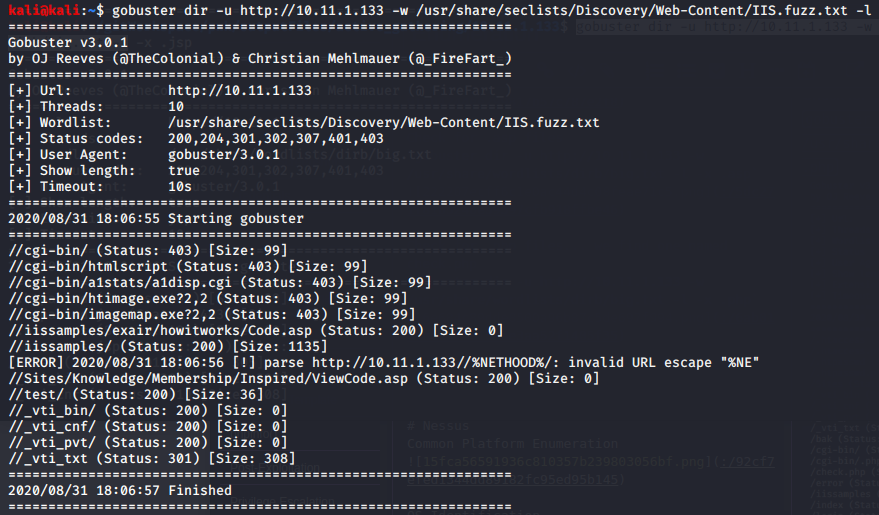 kali@kali:~$ gobuster dir -u http://10.11.1.133 -w /usr/share/seclists/Discovery/Web-Content/IIS.fuzz.txt -l
===============================================================
Gobuster v3.0.1
by OJ Reeves (@TheColonial) & Christian Mehlmauer (@_FireFart_)
===============================================================
[+] Url:            http://10.11.1.133
[+] Threads:        10
[+] Wordlist:       /usr/share/seclists/Discovery/Web-Content/IIS.fuzz.txt
[+] Status codes:   200,204,301,302,307,401,403
[+] User Agent:     gobuster/3.0.1
[+] Show length:    true
[+] Timeout:        10s
===============================================================
2020/08/31 18:06:55 Starting gobuster
===============================================================
//cgi-bin/ (Status: 403) [Size: 99]
//cgi-bin/htmlscript (Status: 403) [Size: 99]
//cgi-bin/a1stats/a1disp.cgi (Status: 403) [Size: 99]
//cgi-bin/htimage.exe?2,2 (Status: 403) [Size: 99]
//cgi-bin/imagemap.exe?2,2 (Status: 403) [Size: 99]
//iissamples/exair/howitworks/Code.asp (Status: 200) [Size: 0]
//iissamples/ (Status: 200) [Size: 1135]
[ERROR] 2020/08/31 18:06:56 [!] parse http://10.11.1.133//%NETHOOD%/: invalid URL escape "%NE"
//Sites/Knowledge/Membership/Inspired/ViewCode.asp (Status: 200) [Size: 0]
//test/ (Status: 200) [Size: 36]
//_vti_bin/ (Status: 200) [Size: 0]
//_vti_cnf/ (Status: 200) [Size: 0]
//_vti_pvt/ (Status: 200) [Size: 0]
//_vti_txt (Status: 301) [Size: 308]
===============================================================
2020/08/31 18:06:57 Finished
===============================================================
# Nessus
Common Platform Enumeration